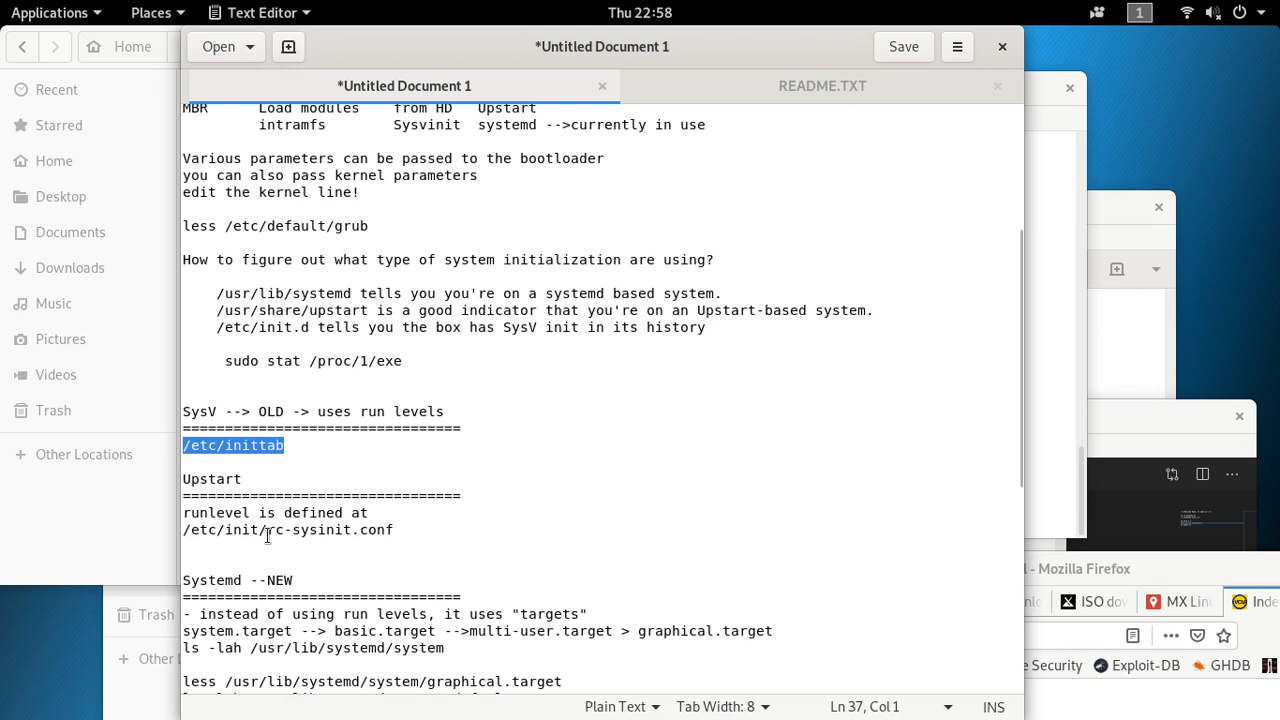 Applications
Places
Text Editor
Thu 22:58
1
Home
Open
*Untitled Document 1
Save
*Untitled Document 1
README.TXT
Recent
Starred
Home
Desktop
Documents
Downloads
Music
Pictures
Videos
Trash
Other Locations
MBR Load modules from HD Upstart
intramfs Sysvinit systemd -->currently in use
Various parameters can be passed to the bootloader
you can also pass kernel parameters
edit the kernel line!
less /etc/default/grub
How to figure out what type of system initialization are using?
/usr/lib/systemd tells you you're on a systemd based system.
/usr/share/upstart is a good indicator that you're on an Upstart-based system.
/etc/init.d tells you the box has SysV init in its history
sudo stat /proc/1/exe
SysV --> OLD -> uses run levels
=================================
/etc/inittab
Upstart
=================================
runlevel is defined at
/etc/init/rc-sysinit.conf
Systemd --NEW
=================================
- instead of using run levels, it uses "targets"
system.target --> basic.target -->multi-user.target > graphical.target
ls -lah /usr/lib/systemd/system
less /usr/lib/systemd/system/graphical.target
Plain Text
Tab Width: 8
Ln 37, Col 1
INS
Trash
Other L
- Mozilla Firefox
ISO do
MX Lin
Inde
e Security
Exploit-DB
GHDB